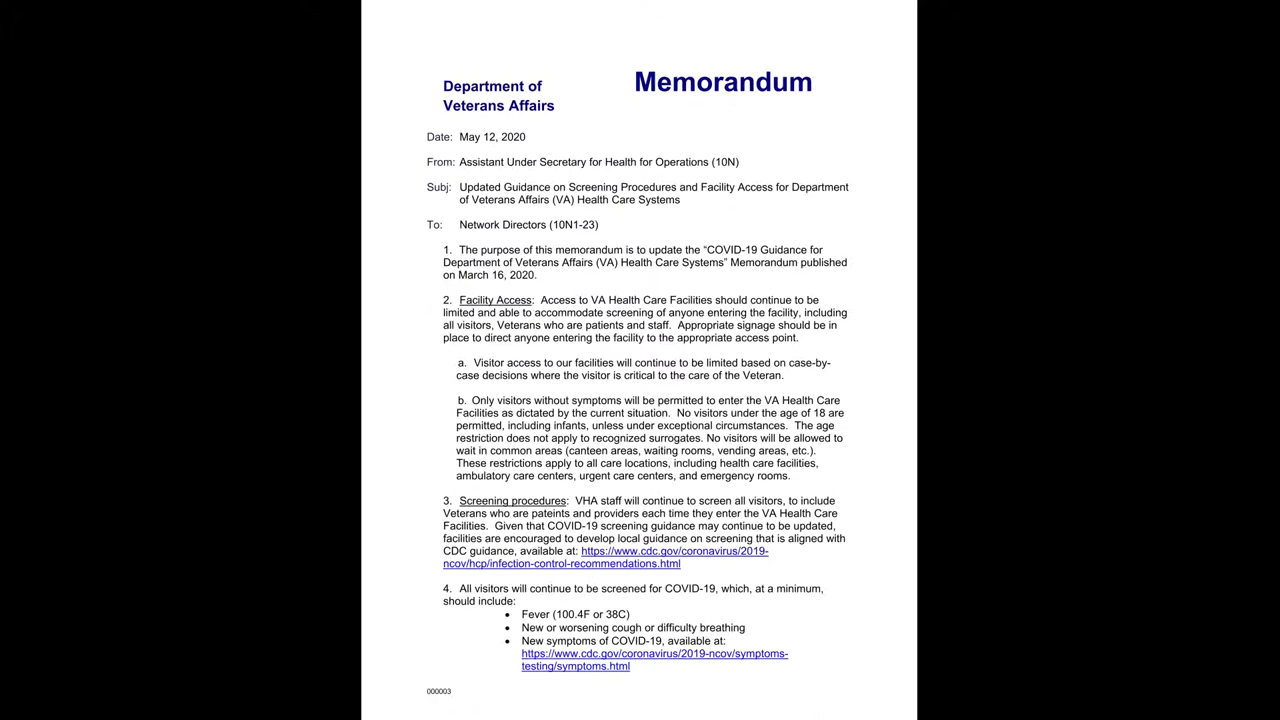 Department of
Veterans Affairs
Memorandum
Date: May 12, 2020
From: Assistant Under Secretary for Health for Operations (10N)
Subj: Updated Guidance on Screening Procedures and Facility Access for Department
of Veterans Affairs (VA) Health Care Systems
To: Network Directors (10N1-23)
1. The purpose of this memorandum is to update the “COVID-19 Guidance for
Department of Veterans Affairs (VA) Health Care Systems” Memorandum published
on March 16, 2020.
2. Facility Access: Access to VA Health Care Facilities should continue to be
limited and able to accommodate screening of anyone entering the facility, including
all visitors, Veterans who are patients and staff. Appropriate signage should be in
place to direct anyone entering the facility to the appropriate access point.
a. Visitor access to our facilities will continue to be limited based on case-by-
case decisions where the visitor is critical to the care of the Veteran.
b. Only visitors without symptoms will be permitted to enter the VA Health Care
Facilities as dictated by the current situation. No visitors under the age of 18 are
permitted, including infants, unless under exceptional circumstances. The age
restriction does not apply to recognized surrogates. No visitors will be allowed to
wait in common areas (canteen areas, waiting rooms, vending areas, etc.).
These restrictions apply to all care locations, including health care facilities,
ambulatory care centers, urgent care centers, and emergency rooms.
3. Screening procedures: VHA staff will continue to screen all visitors, to include
Veterans who are pateints and providers each time they enter the VA Health Care
Facilities. Given that COVID-19 screening guidance may continue to be updated,
facilities are encouraged to develop local guidance on screening that is aligned with
CDC guidance, available at: https://www.cdc.gov/coronavirus/2019-
ncov/hcp/infection-control-recommendations.html
4. All visitors will continue to be screened for COVID-19, which, at a minimum,
should include:
• Fever (100.4F or 38C)
• New or worsening cough or difficulty breathing
• New symptoms of COVID-19, available at:
https://www.cdc.gov/coronavirus/2019-ncov/symptoms-
testing/symptoms.html
000003